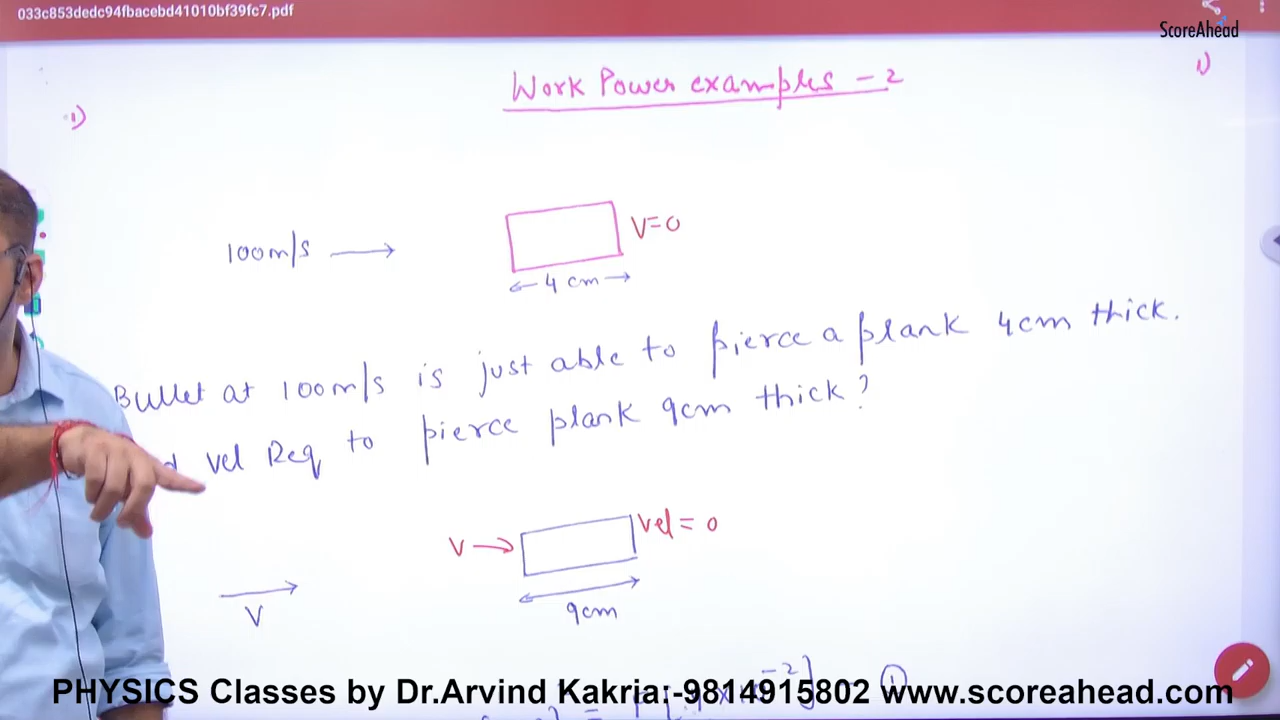 033c853dedc94fbacebd41010bf39fc7.pdf
ScoreAhead
Work Power examples - 2
1)
1)
100m/s →
V=0
4 cm
Bullet at 100m/s is just able to pierce a plank 4cm thick.
vel Req to pierce plank 9cm thick?
V →
Vel = 0
V
9cm
PHYSICS Classes by Dr.Arvind Kakria:-9814915802 www.scoreahead.com